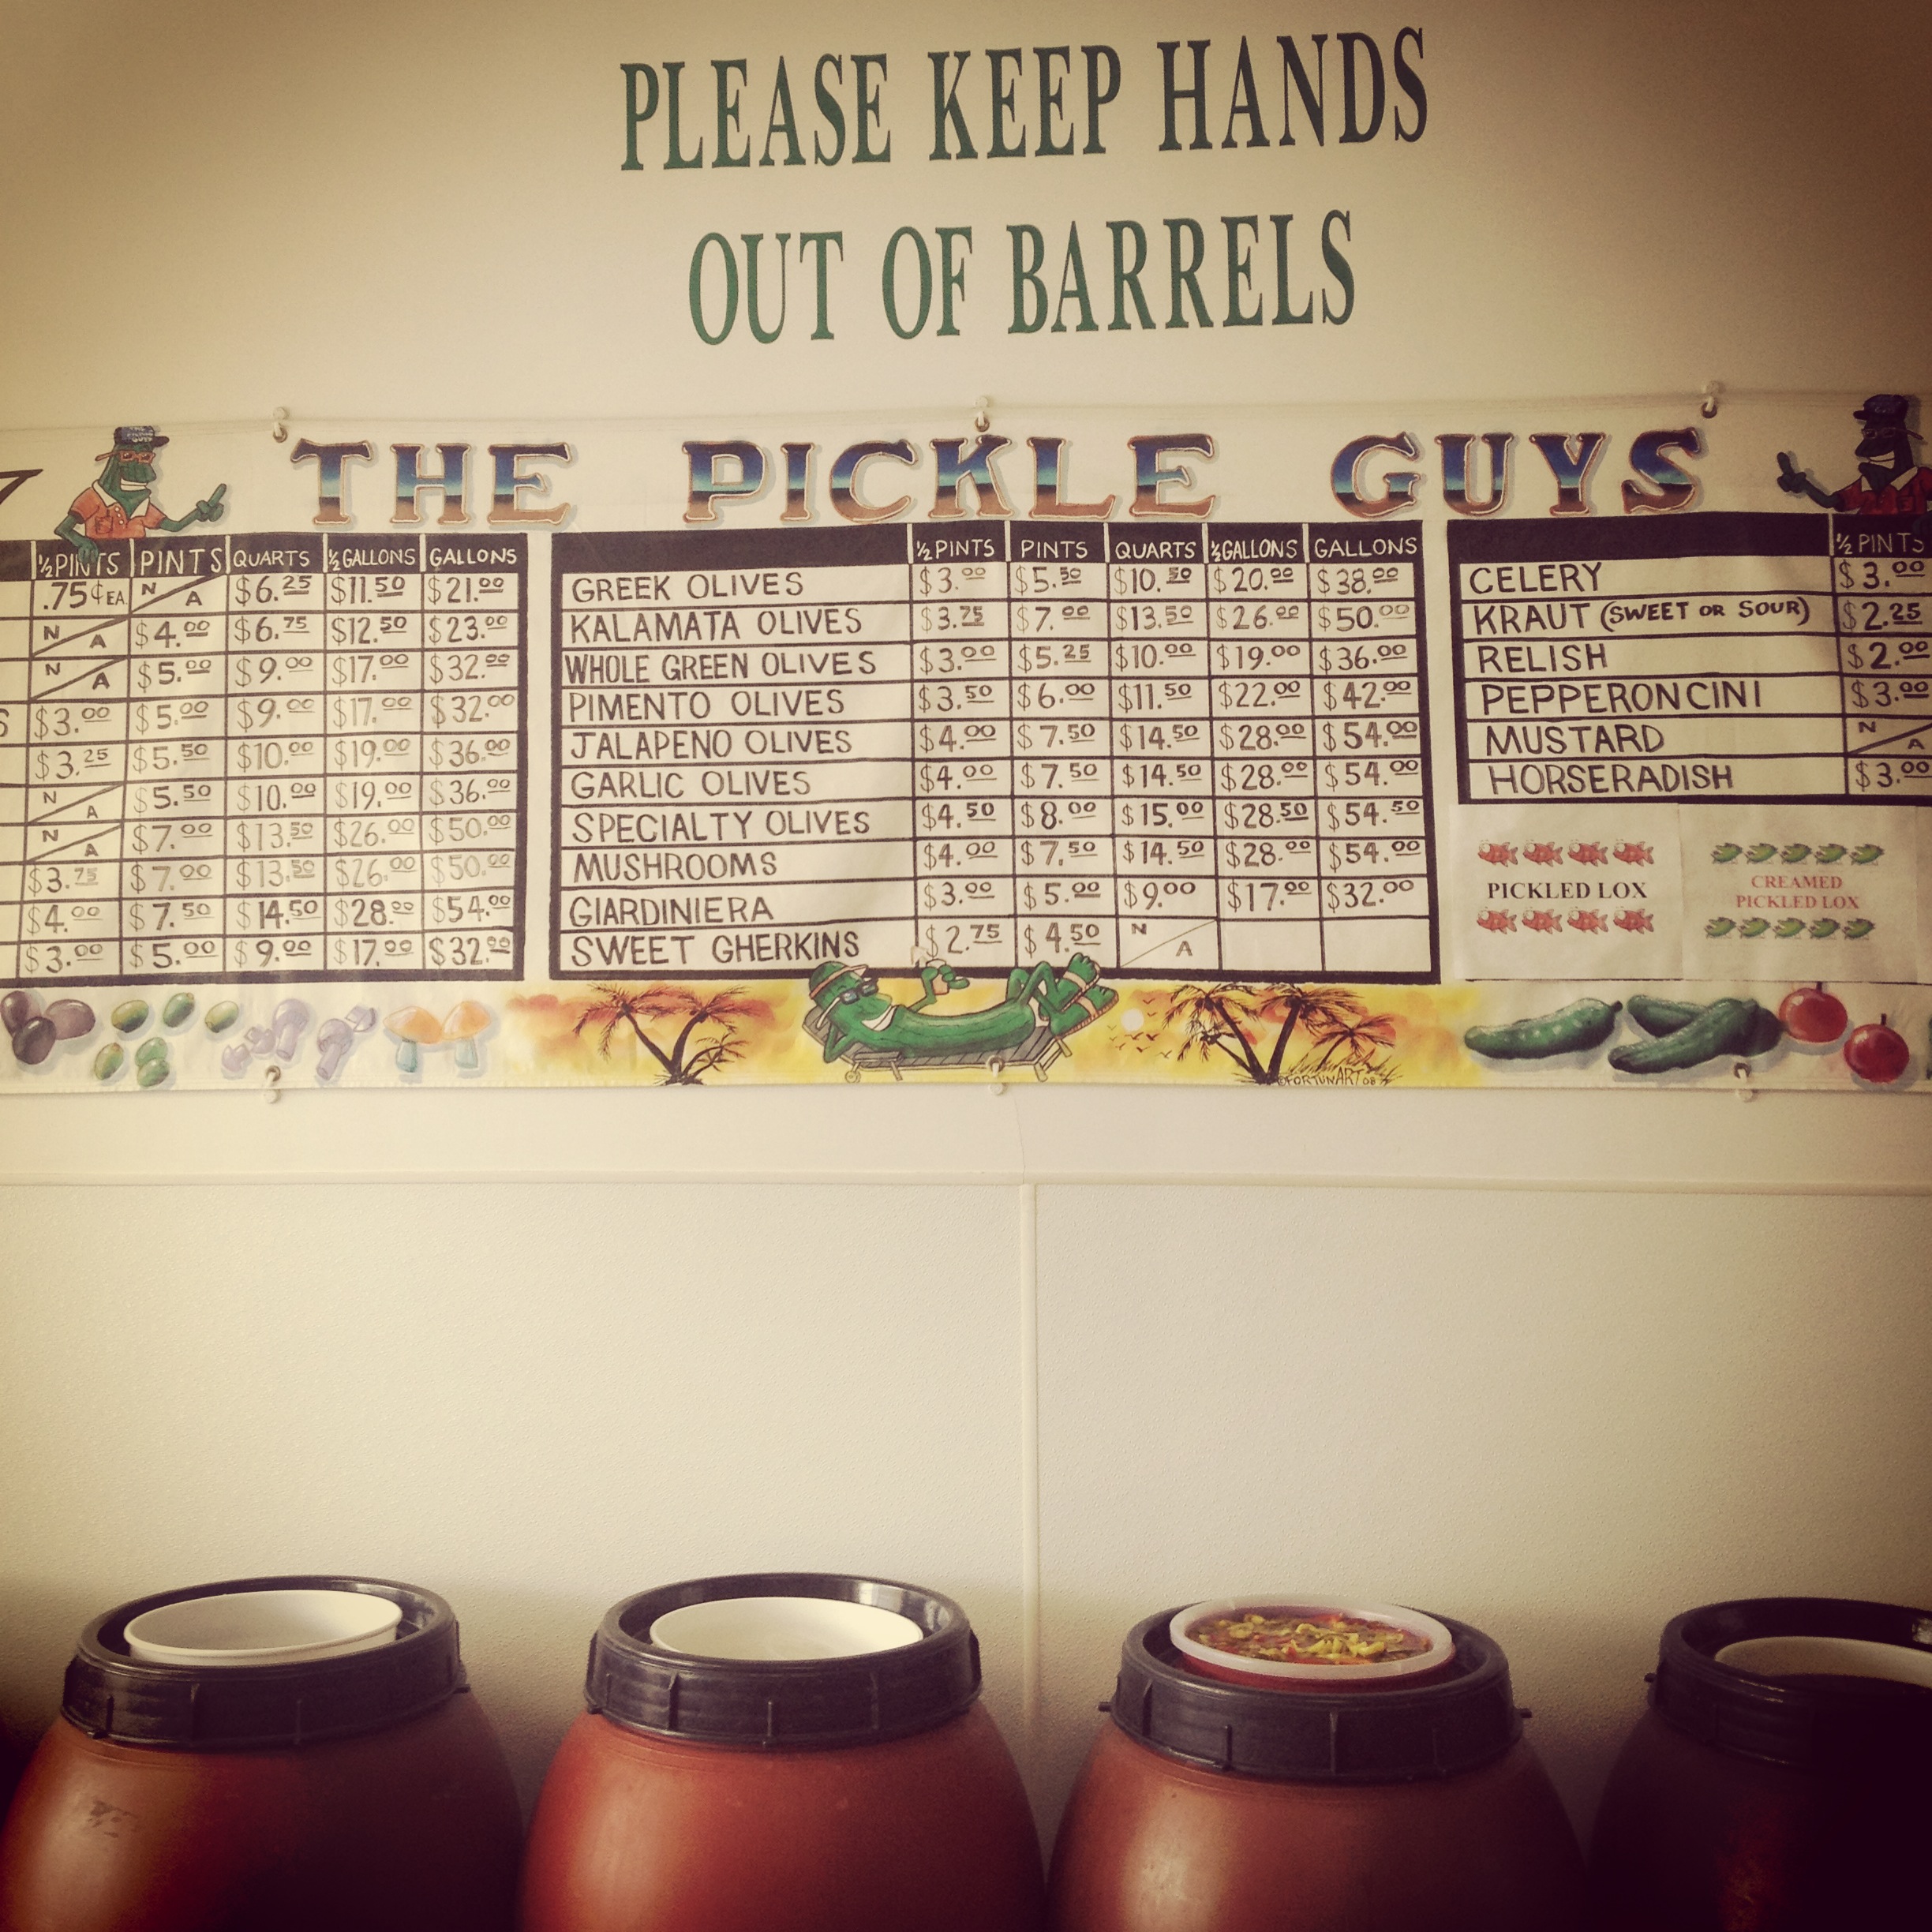 PLEASE KEEP HANDS
OUT OF BARRELS
THE PICKLE GUYS
½ PINTS PINTS QUARTS ½ GALLONS GALLONS
.75¢ EA. N/A $6.25 $11.50 $21.00
N/A $4.00 $6.75 $12.50 $23.00
N/A $5.00 $9.00 $17.00 $32.00
S $3.00 $5.00 $9.00 $17.00 $32.00
$3.25 $5.50 $10.00 $19.00 $36.00
N/A $5.50 $10.00 $19.00 $36.00
N/A $7.00 $13.50 $26.00 $50.00
$3.75 $7.00 $13.50 $26.00 $50.00
$4.00 $7.50 $14.50 $28.00 $54.00
$3.00 $5.00 $9.00 $17.00 $32.00
½ PINTS PINTS QUARTS ½ GALLONS GALLONS
GREEK OLIVES $3.00 $5.50 $10.50 $20.00 $38.00
KALAMATA OLIVES $3.75 $7.00 $13.50 $26.00 $50.00
WHOLE GREEN OLIVES $3.00 $5.25 $10.00 $19.00 $36.00
PIMENTO OLIVES $3.50 $6.00 $11.50 $22.00 $42.00
JALAPENO OLIVES $4.00 $7.50 $14.50 $28.00 $54.00
GARLIC OLIVES $4.00 $7.50 $14.50 $28.00 $54.00
SPECIALTY OLIVES $4.50 $8.00 $15.00 $28.50 $54.50
MUSHROOMS $4.00 $7.50 $14.50 $28.00 $54.00
GIARDINIERA $3.00 $5.00 $9.00 $17.00 $32.00
SWEET GHERKINS $2.75 $4.50 N/A
½ PINTS
CELERY $3.00
KRAUT (SWEET OR SOUR) $2.25
RELISH $2.00
PEPPERONCINI $3.00
MUSTARD N/A
HORSERADISH $3.00
PICKLED LOX
CREAMED
PICKLED LOX
©FORTUNART 08